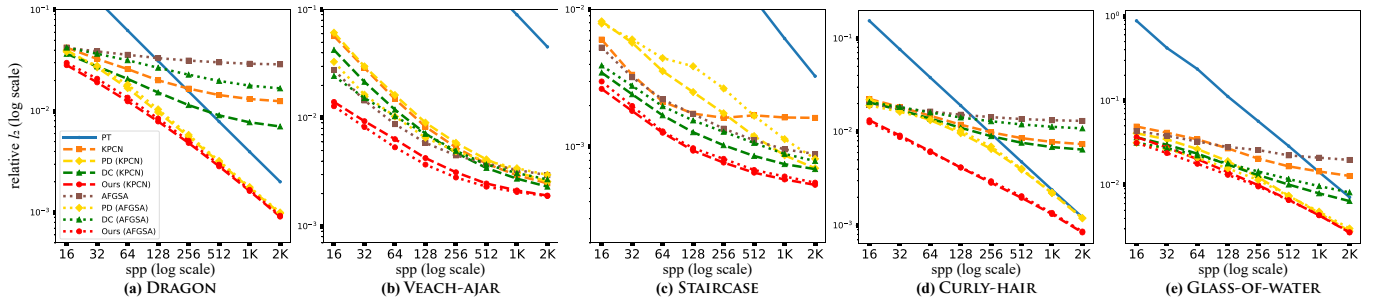 relative l₂ (log scale)
10⁻¹
10⁻²
10⁻³
PT
KPCN
PD (KPCN)
DC (KPCN)
Ours (KPCN)
AFGSA
PD (AFGSA)
DC (AFGSA)
Ours (AFGSA)
16 32 64 128 256 512 1K 2K
spp (log scale)
(a) DRAGON
10⁻¹
10⁻²
10⁻³
16 32 64 128 256 512 1K 2K
spp (log scale)
(b) VEACH-AJAR
10⁻²
10⁻³
16 32 64 128 256 512 1K 2K
spp (log scale)
(c) STAIRCASE
10⁻¹
10⁻²
10⁻³
16 32 64 128 256 512 1K 2K
spp (log scale)
(d) CURLY-HAIR
10⁰
10⁻¹
10⁻²
16 32 64 128 256 512 1K 2K
spp (log scale)
(e) GLASS-OF-WATER